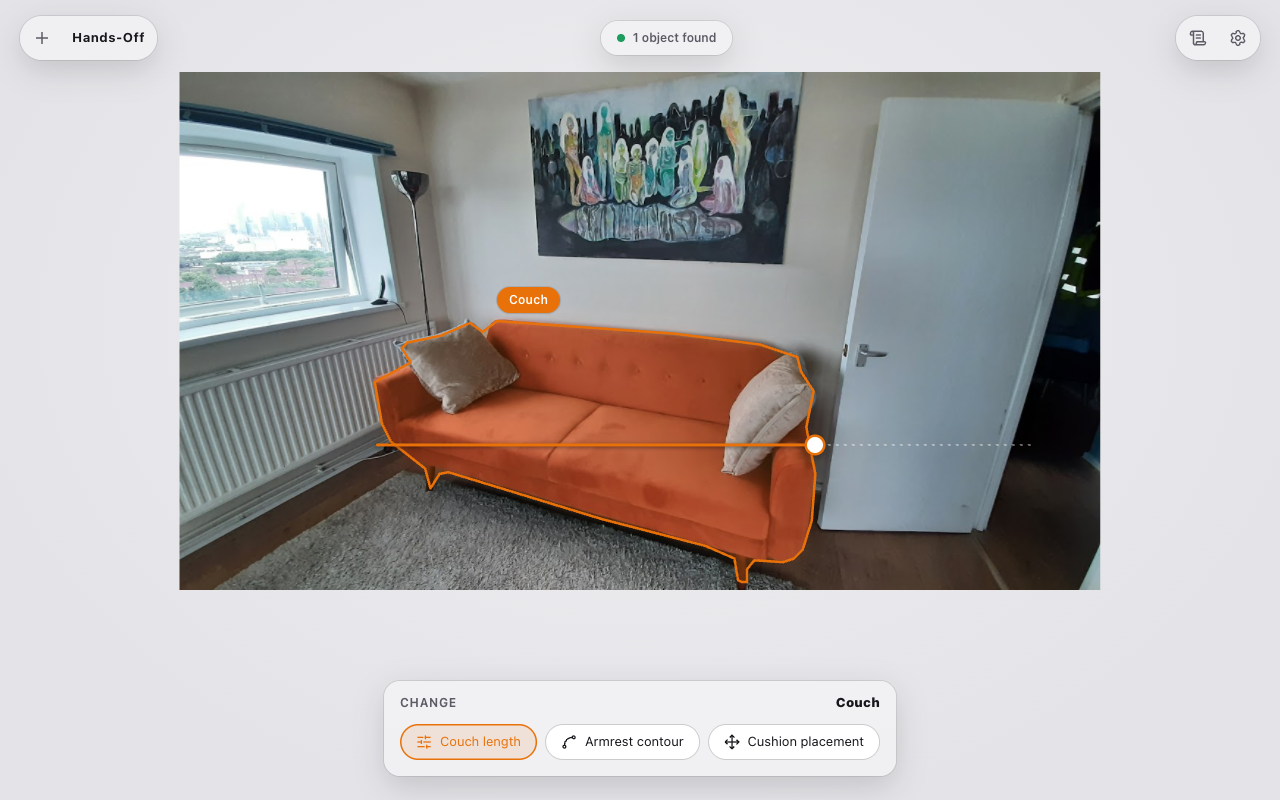 Hands-Off
1 object found
Couch
CHANGE
Couch
Couch length
Armrest contour
Cushion placement